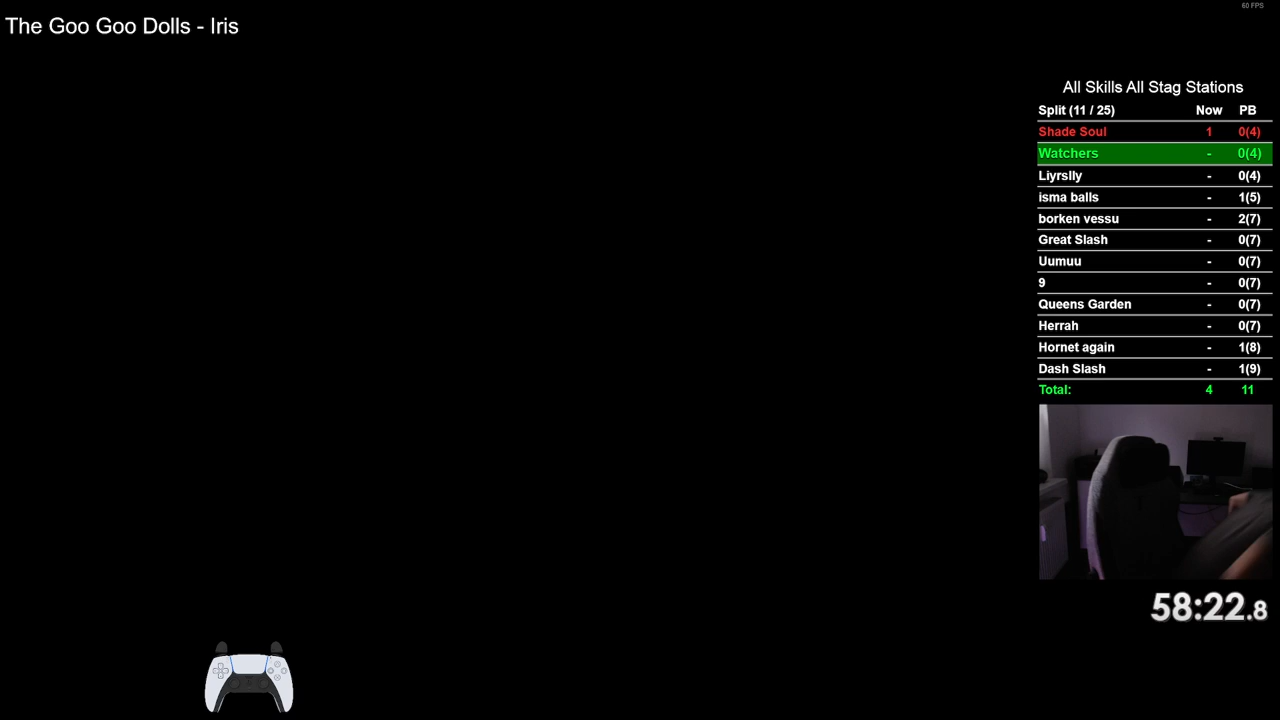 60 FPS
The Goo Goo Dolls - Iris
All Skills All Stag Stations
Split (11 / 25) Now PB
Shade Soul 1 0(4)
Watchers - 0(4)
Liyrslly - 0(4)
isma balls - 1(5)
borken vessu - 2(7)
Great Slash - 0(7)
Uumuu - 0(7)
9 - 0(7)
Queens Garden - 0(7)
Herrah - 0(7)
Hornet again - 1(8)
Dash Slash - 1(9)
Total: 4 11
58:22.8